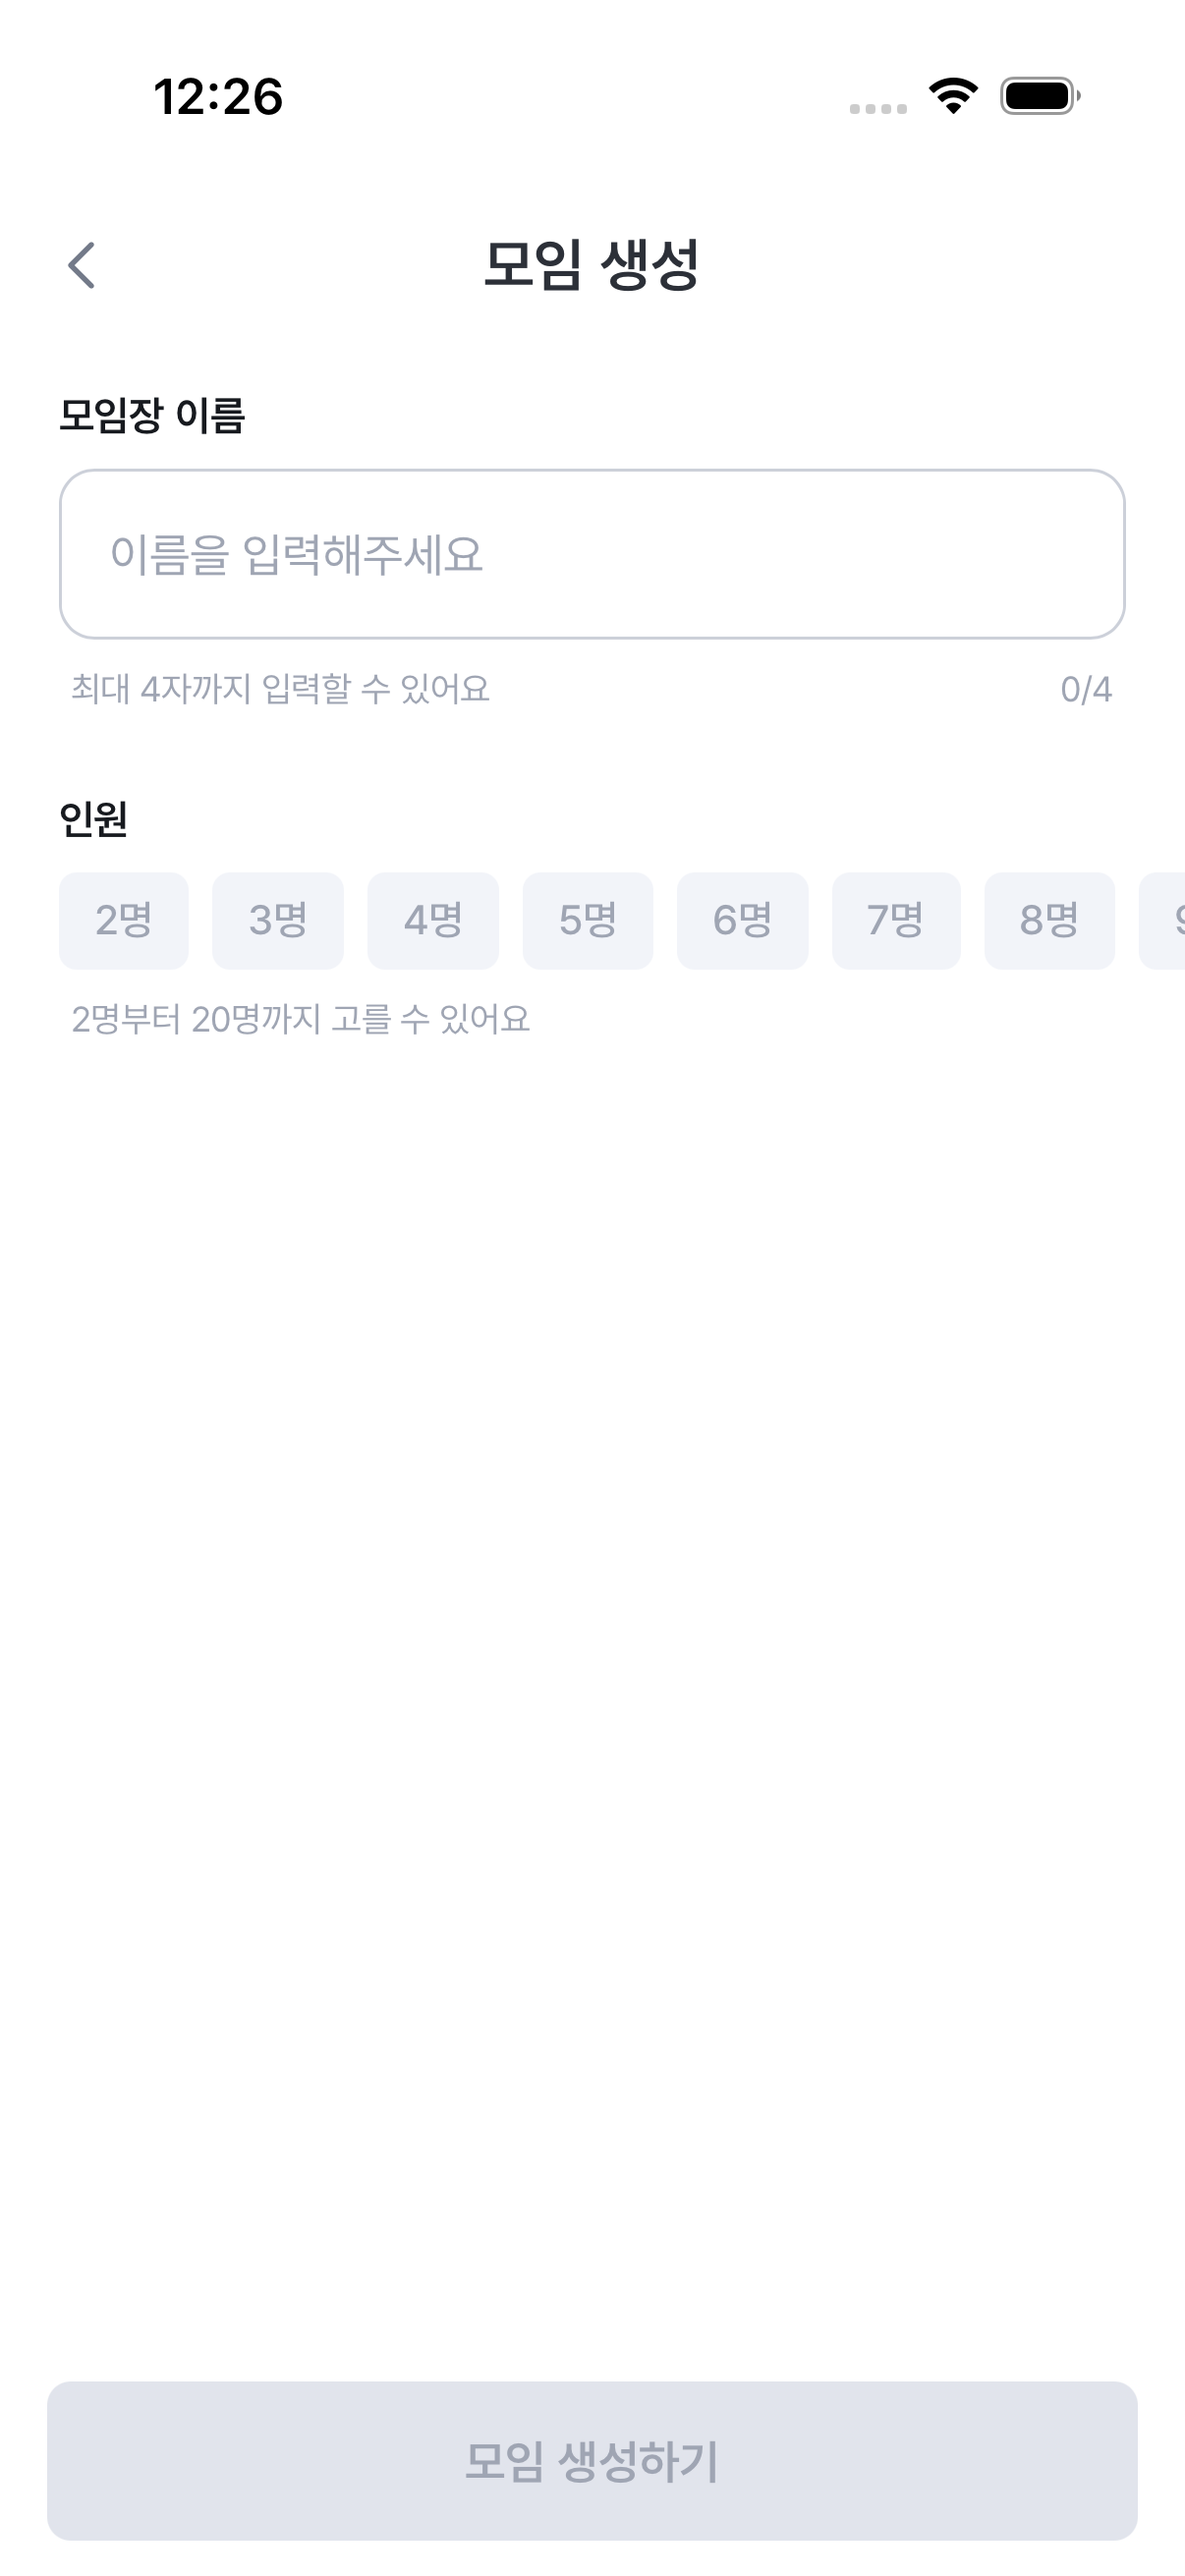 12:26
모임 생성
모임장 이름
이름을 입력해주세요
최대 4자까지 입력할 수 있어요 0/4
인원
2명 3명 4명 5명 6명 7명 8명
2명부터 20명까지 고를 수 있어요
모임 생성하기